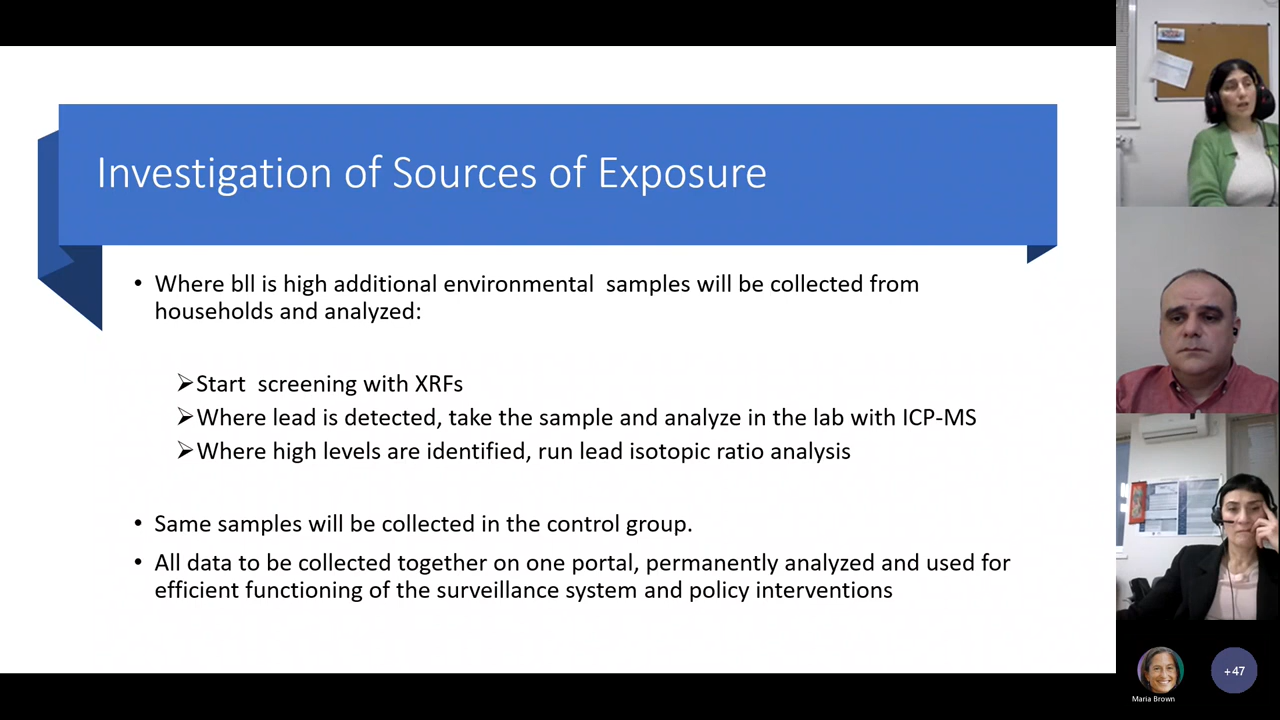 Investigation of Sources of Exposure
• Where bll is high additional environmental  samples will be collected from
households and analyzed:
➢Start  screening with XRFs
➢Where lead is detected, take the sample and analyze in the lab with ICP-MS
➢Where high levels are identified, run lead isotopic ratio analysis
• Same samples will be collected in the control group.
• All data to be collected together on one portal, permanently analyzed and used for
efficient functioning of the surveillance system and policy interventions
Maria Brown
+47